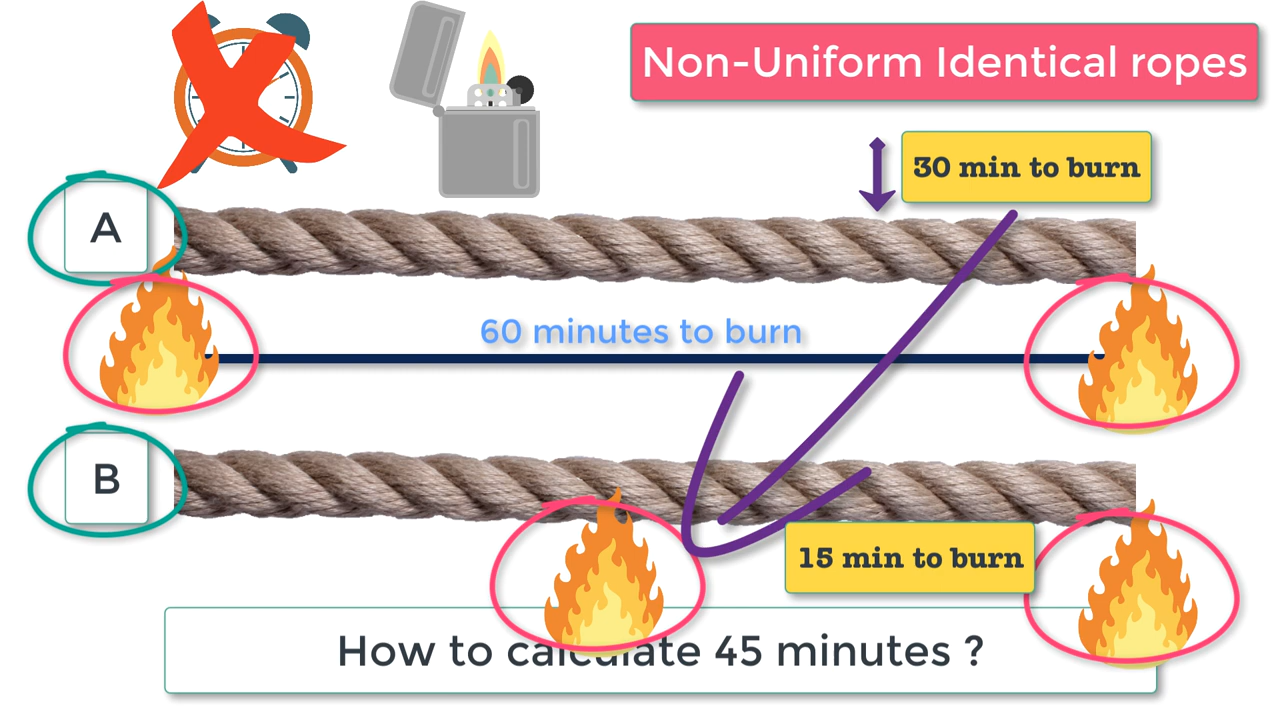 Non-Uniform Identical ropes
30 min to burn
A
60 minutes to burn
B
15 min to burn
How to calculate 45 minutes ?